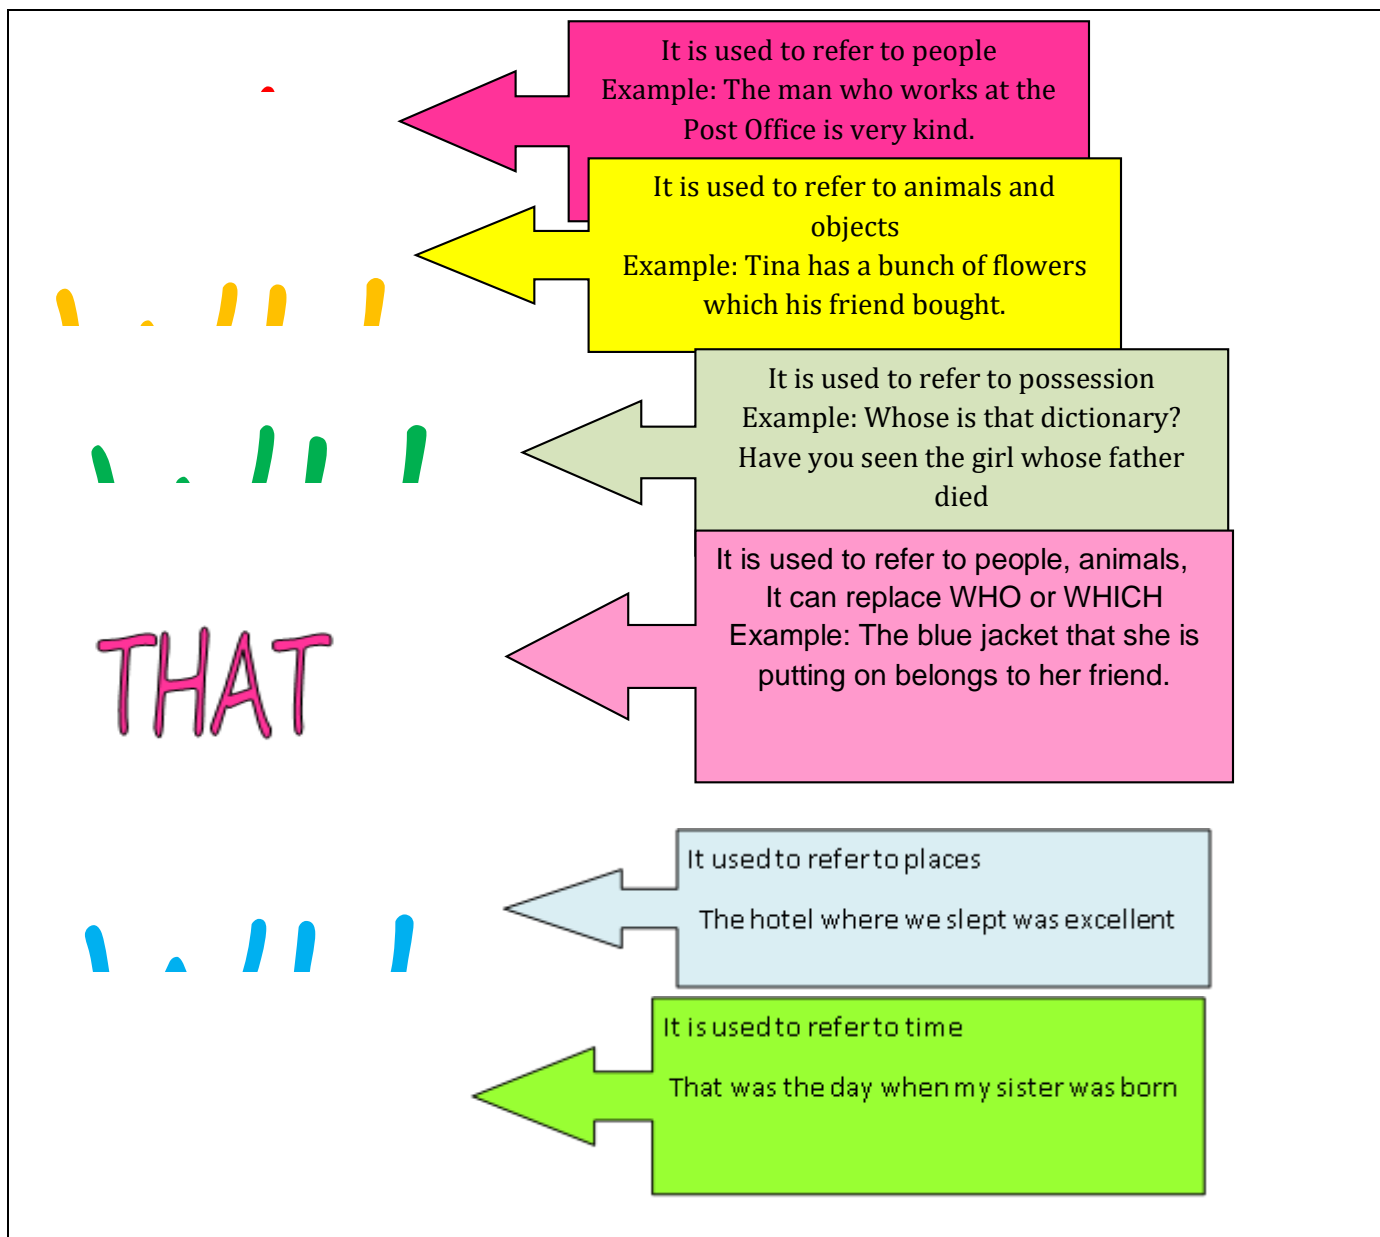 It is used to refer to people
Example: The man who works at the
Post Office is very kind.
It is used to refer to animals and
objects
Example: Tina has a bunch of flowers
which his friend bought.
It is used to refer to possession
Example: Whose is that dictionary?
Have you seen the girl whose father
died
THAT
It is used to refer to people, animals,
It can replace WHO or WHICH
Example: The blue jacket that she is
putting on belongs to her friend.
It used to refer to places
The hotel where we slept was excellent
It is used to refer to time
That was the day when my sister was born